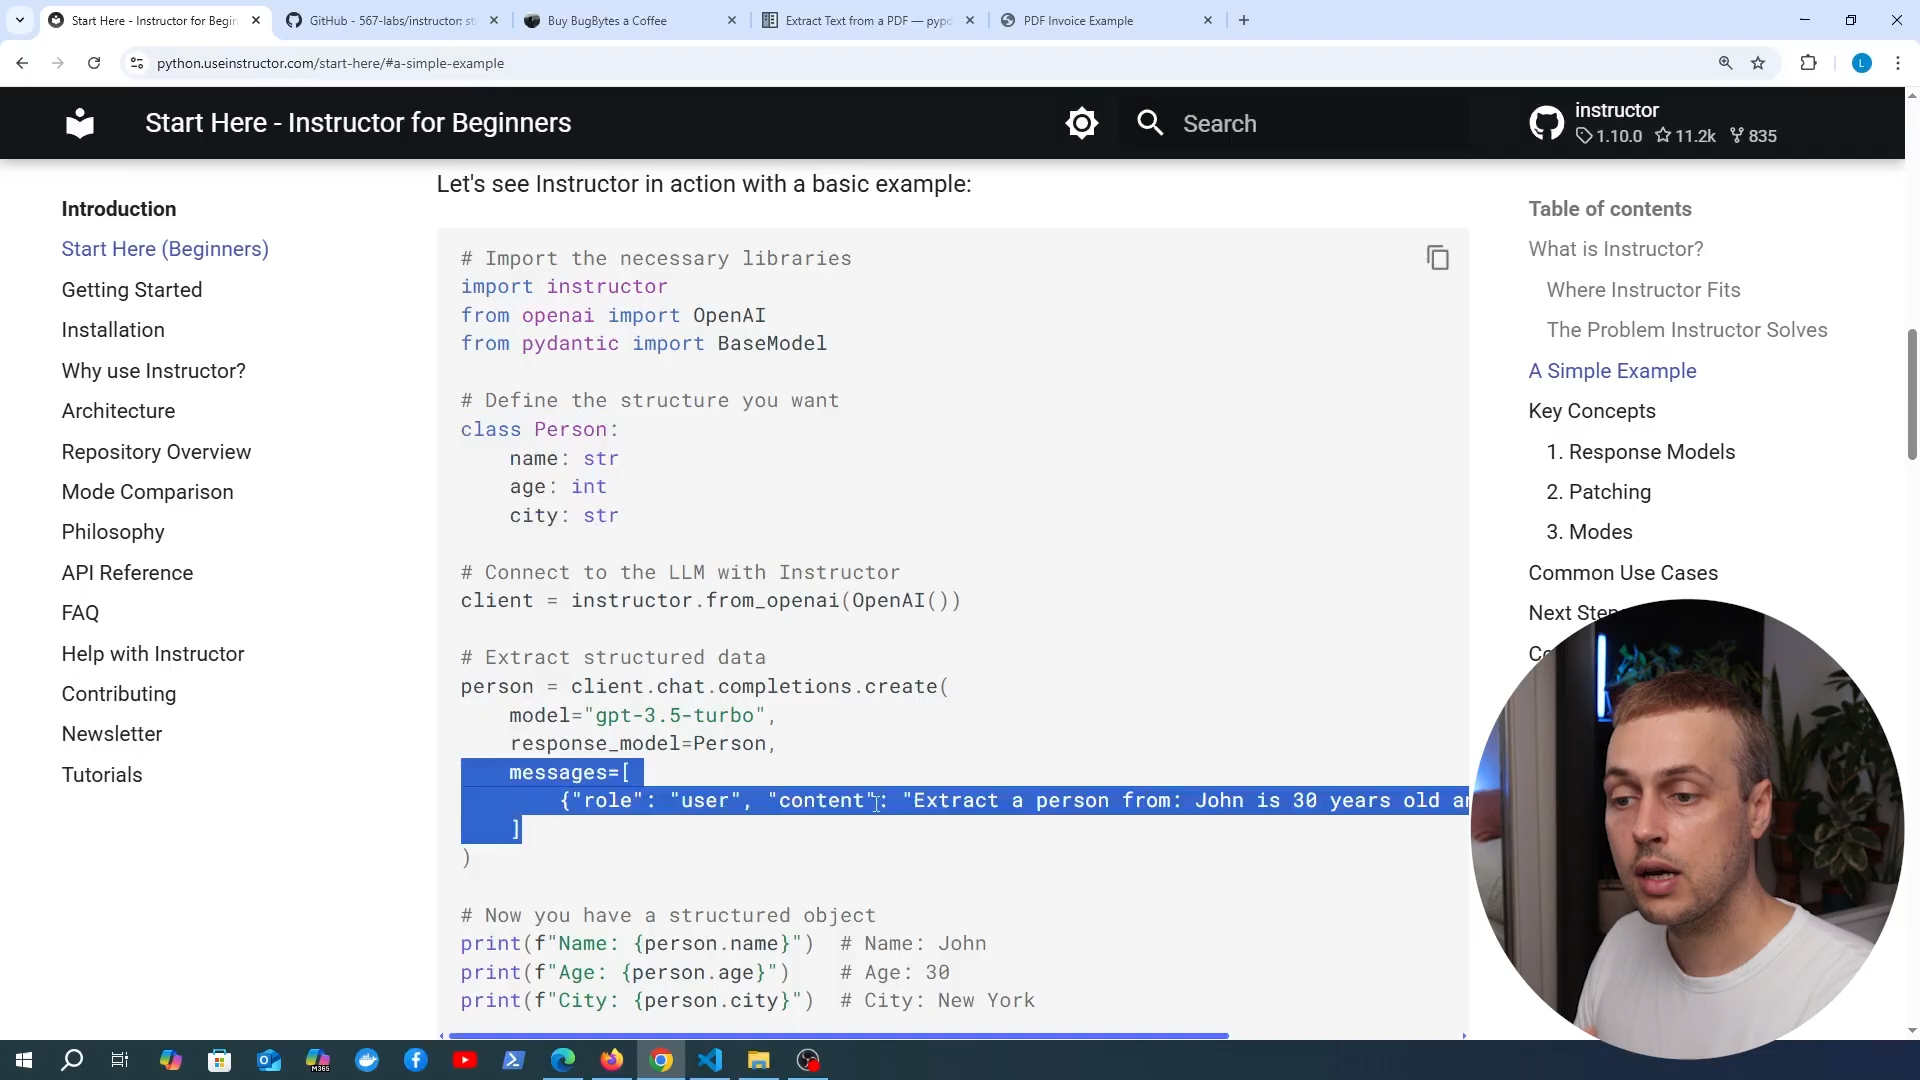 Start Here - Instructor for Begin
GitHub - 567-labs/instructor: st
Buy BugBytes a Coffee
Extract Text from a PDF — pypd
PDF Invoice Example
python.useinstructor.com/start-here/#a-simple-example
L
Start Here - Instructor for Beginners
Search
instructor
1.10.0 11.2k 835
Introduction
Start Here (Beginners)
Getting Started
Installation
Why use Instructor?
Architecture
Repository Overview
Mode Comparison
Philosophy
API Reference
FAQ
Help with Instructor
Contributing
Newsletter
Tutorials
Let's see Instructor in action with a basic example:
# Import the necessary libraries
import instructor
from openai import OpenAI
from pydantic import BaseModel
# Define the structure you want
class Person:
name: str
age: int
city: str
# Connect to the LLM with Instructor
client = instructor.from_openai(OpenAI())
# Extract structured data
person = client.chat.completions.create(
model="gpt-3.5-turbo",
response_model=Person,
messages=[
{"role": "user", "content": "Extract a person from: John is 30 years old an
]
)
# Now you have a structured object
print(f"Name: {person.name}") # Name: John
print(f"Age: {person.age}") # Age: 30
print(f"City: {person.city}") # City: New York
Table of contents
What is Instructor?
Where Instructor Fits
The Problem Instructor Solves
A Simple Example
Key Concepts
1. Response Models
2. Patching
3. Modes
Common Use Cases
Next Step
M365